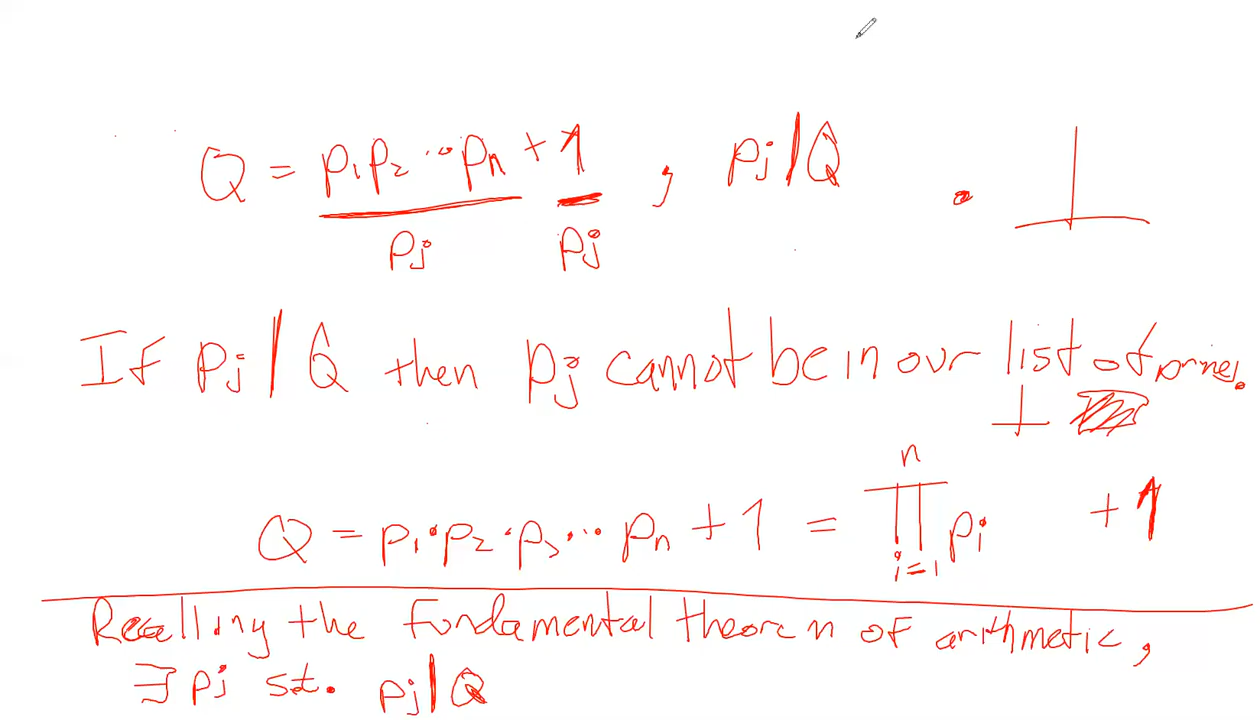 Q = p₁p₂ ... pₙ + 1 , pj | Q . ⊥
pj pj
If pj | Q then pj cannot be in our list of primes.
⊥
n
Q = p₁ · p₂ · p₃ ... pₙ + 1 = ∏ pi + 1
i=1
Recalling the fundamental theorem of arithmetic,
∃ pj s.t. pj | Q